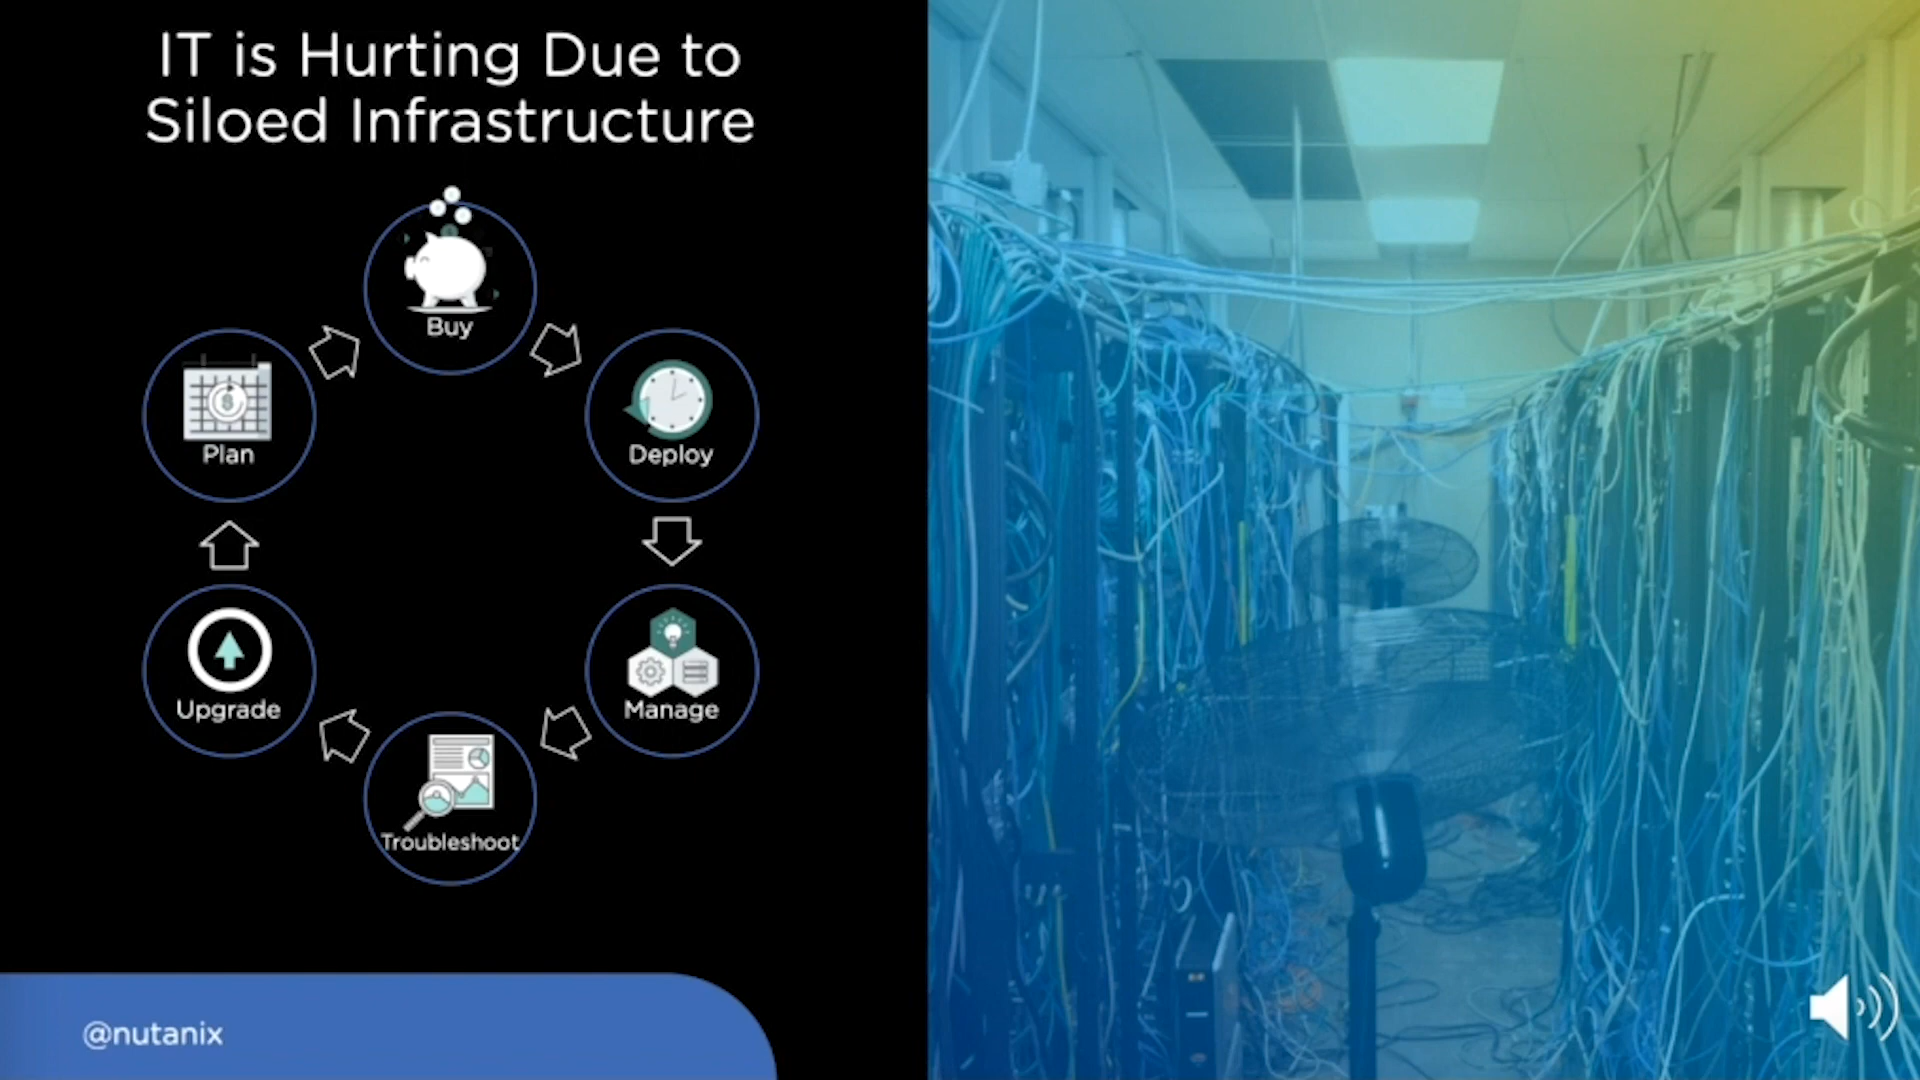 IT is Hurting Due to
Siloed Infrastructure
Buy
Plan
Deploy
Upgrade
Manage
Troubleshoot
@nutanix